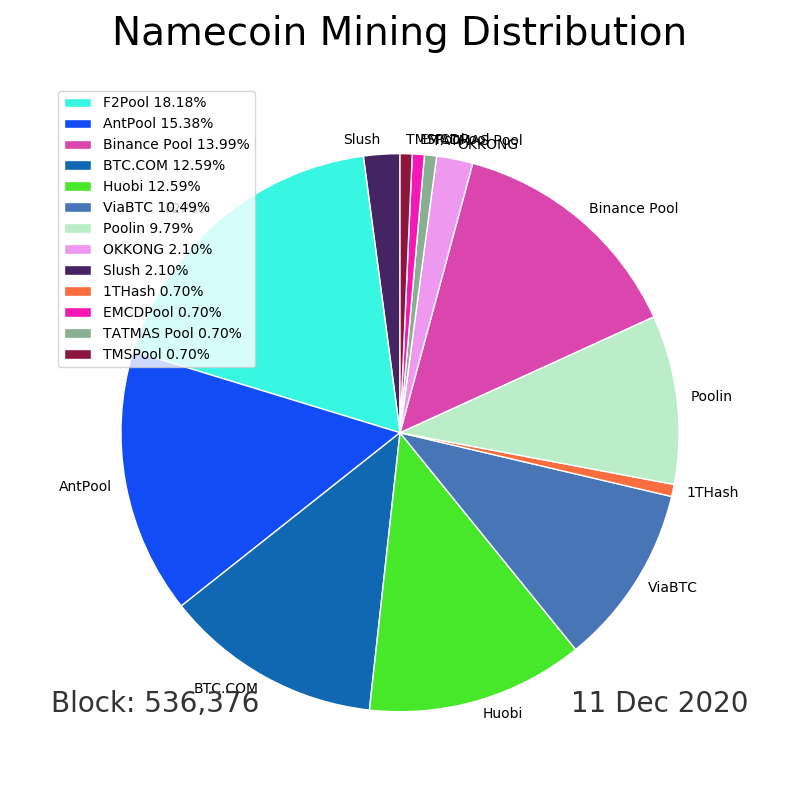 Namecoin Mining Distribution
F2Pool 18.18%
AntPool 15.38%
Binance Pool 13.99%
BTC.COM 12.59%
Huobi 12.59%
ViaBTC 10.49%
Poolin 9.79%
OKKONG 2.10%
Slush 2.10%
1THash 0.70%
EMCDPool 0.70%
TATMAS Pool 0.70%
TMSPool 0.70%
Slush
OKKONG
Binance Pool
Poolin
1THash
AntPool
ViaBTC
BTC.COM
Huobi
Block: 536,376
11 Dec 2020